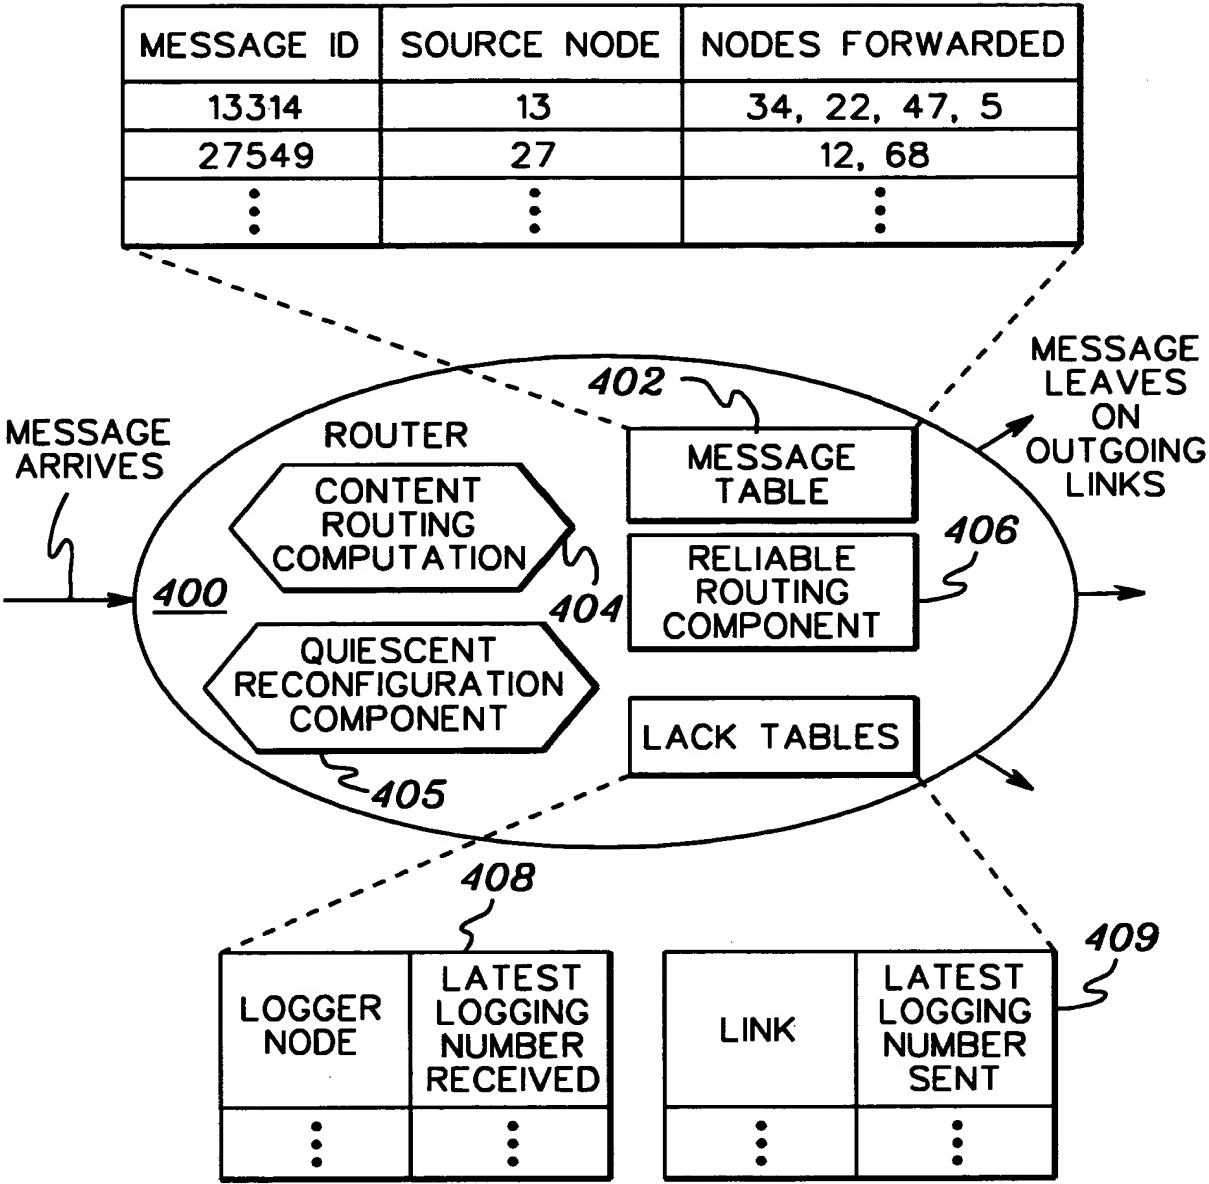 MESSAGE ID SOURCE NODE NODES FORWARDED
13314 13 34, 22, 47, 5
27549 27 12, 68
MESSAGE
ARRIVES
400
ROUTER
CONTENT
ROUTING
COMPUTATION
404
QUIESCENT
RECONFIGURATION
COMPONENT
405
402
MESSAGE
TABLE
RELIABLE
ROUTING
COMPONENT
406
LACK TABLES
MESSAGE
LEAVES
ON
OUTGOING
LINKS
408
LOGGER
NODE
LATEST
LOGGING
NUMBER
RECEIVED
409
LINK
LATEST
LOGGING
NUMBER
SENT